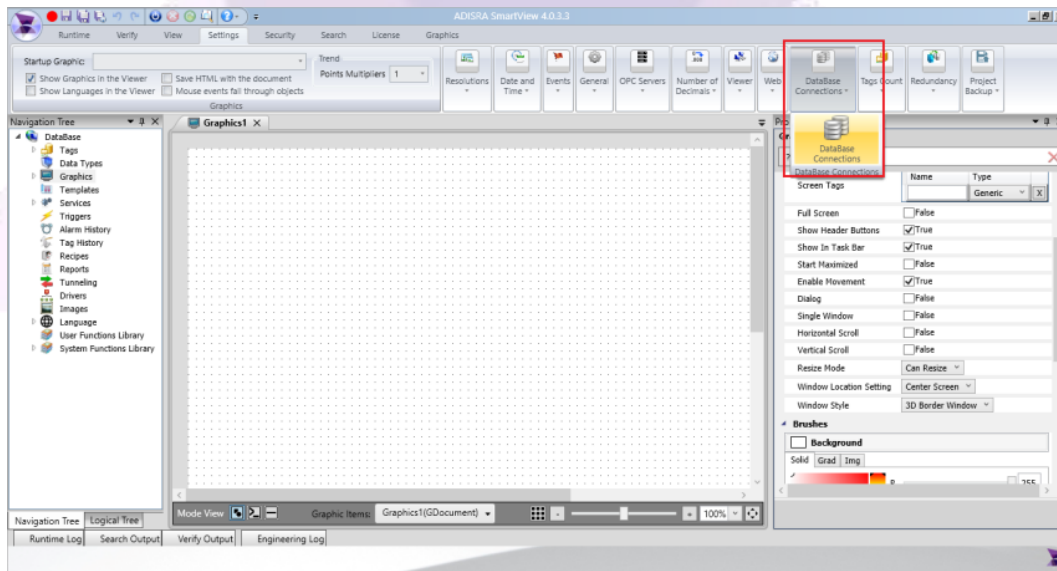 ADISRA SmartView 4.0.3.3
Runtime Verify View Settings Security Search License Graphics
Startup Graphic:
Show Graphics in the Viewer Save HTML with the document
Show Languages in the Viewer Mouse events fall through objects
Graphics
Trend
Points Multipliers 1
Resolutions
Date and Time
Events
General
OPC Servers
Number of Decimals
Viewer
Web
DataBase Connections
Tags Count
Redundancy
Project Backup
DataBase Connections
DataBase Connections
Navigation Tree
DataBase
Tags
Data Types
Graphics
Templates
Services
Triggers
Alarm History
Tag History
Recipes
Reports
Tunneling
Drivers
Images
Language
User Functions Library
System Functions Library
Graphics1
Name Type
Screen Tags Generic X
Full Screen False
Show Header Buttons True
Show In Task Bar True
Start Maximized False
Enable Movement True
Dialog False
Single Window False
Horizontal Scroll False
Vertical Scroll False
Resize Mode Can Resize
Window Location Setting Center Screen
Window Style 3D Border Window
Brushes
Background
Solid Grad Img
Mode View Graphic Items: Graphics1(GDocument) 100%
Navigation Tree Logical Tree
Runtime Log Search Output Verify Output Engineering Log